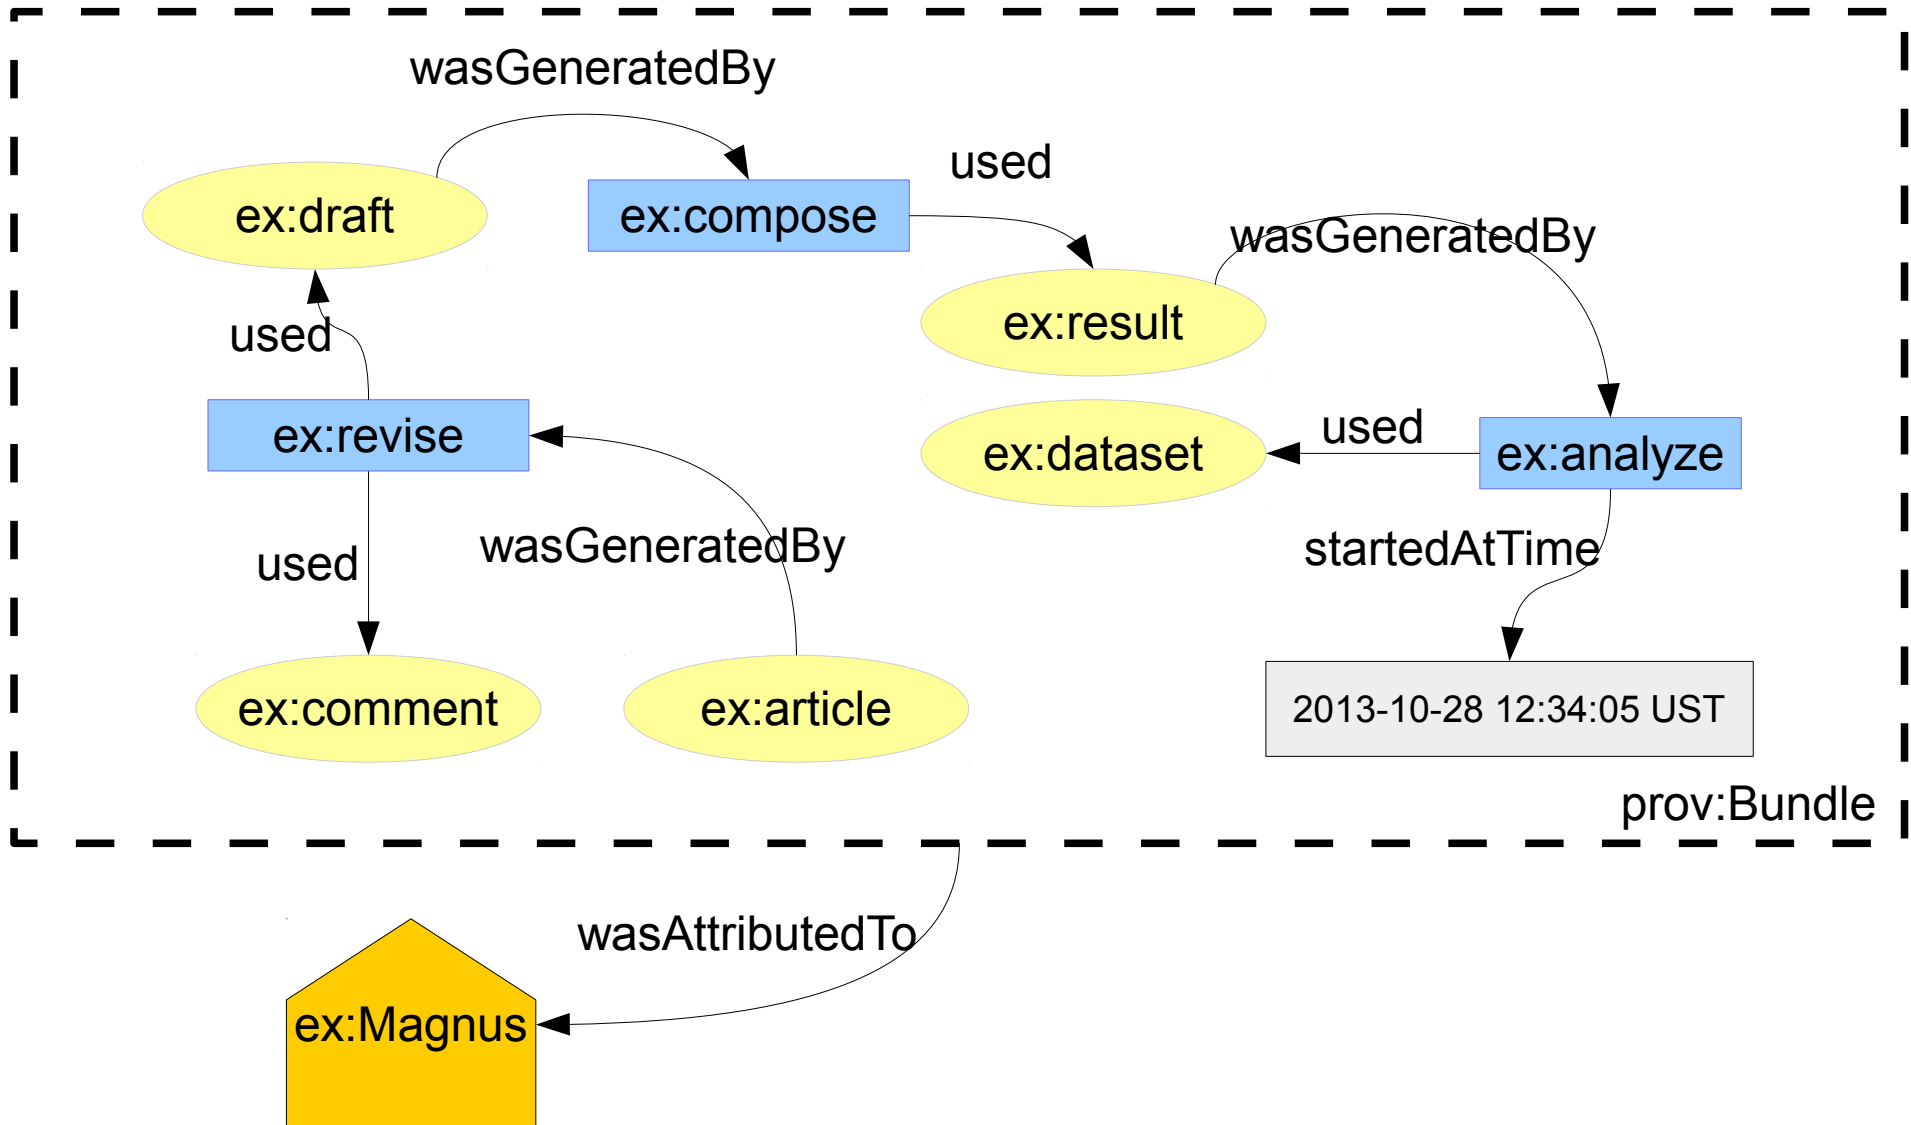 wasGeneratedBy
used
ex:draft
ex:compose
wasGeneratedBy
ex:result
used
ex:revise
used
ex:dataset
ex:analyze
wasGeneratedBy
startedAtTime
used
ex:comment
ex:article
2013-10-28 12:34:05 UST
prov:Bundle
wasAttributedTo
ex:Magnus